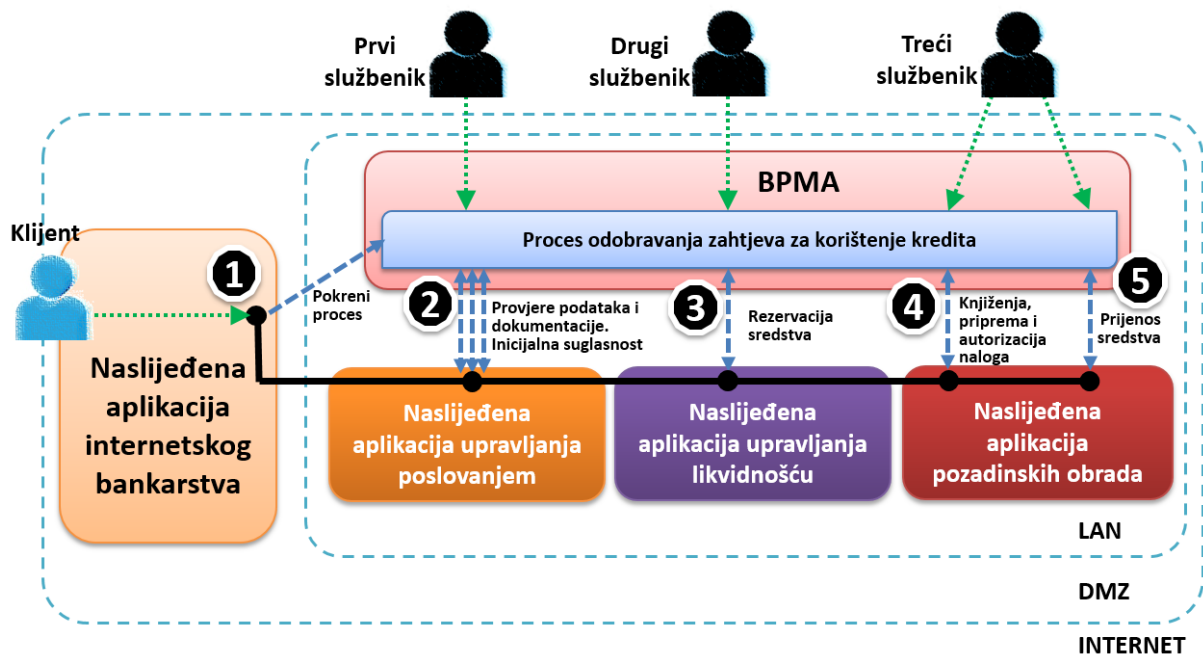 Prvi
službenik
Drugi
službenik
Treći
službenik
BPMA
Proces odobravanja zahtjeva za korištenje kredita
Klijent
1
Pokreni
proces
2
Provjere podataka i
dokumentacije.
Inicijalna suglasnost
3
Rezervacija
sredstva
4
Knjiženja,
priprema i
autorizacija
naloga
5
Prijenos
sredstva
Naslijeđena
aplikacija
internetskog
bankarstva
Naslijeđena
aplikacija upravljanja
poslovanjem
Naslijeđena
aplikacija upravljanja
likvidnošću
Naslijeđena
aplikacija
pozadinskih obrada
LAN
DMZ
INTERNET